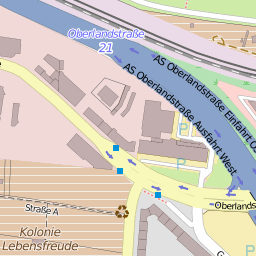 Oberlandstraße
21
AS Oberlandstraße Einfahrt O
AS Oberlandstraße Ausfahrt West
P
P
Straße A
Oberlands
Kolonie
Lebensfreude
G